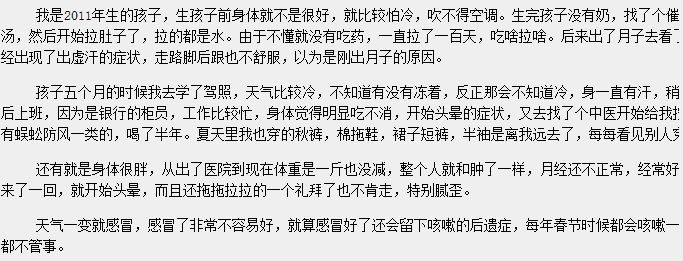 我是2011年生的孩子，生孩子前身体就不是很好，就比较怕冷，吹不得空调。生完孩子没有奶，找了个催
汤，然后开始拉肚子了，拉的都是水。由于不懂就没有吃药，一直拉了一百天，吃啥拉啥。后来出了月子去看了
经出现了出虚汗的症状，走路脚后跟也不舒服，以为是刚出月子的原因。
孩子五个月的时候我去学了驾照，天气比较冷，不知道有没有冻着，反正那会不知道冷，身一直有汗，稍
后上班，因为是银行的柜员，工作比较忙，身体觉得明显吃不消，开始头晕的症状，又去找了个中医开始给我
有蜈蚣防风一类的，喝了半年。夏天里我也穿的秋裤，棉拖鞋，裙子短裤，半袖是离我远去了，每每看见别人
还有就是身体很胖，从出了医院到现在体重是一斤也没减，整个人就和肿了一样，月经还不正常，经常好
来了一回，就开始头晕，而且还拖拖拉拉的一个礼拜了也不肯走，特别腻歪。
天气一变就感冒，感冒了非常不容易好，就算感冒好了还会留下咳嗽的后遗症，每年春节时候都会咳嗽一
都不管事。